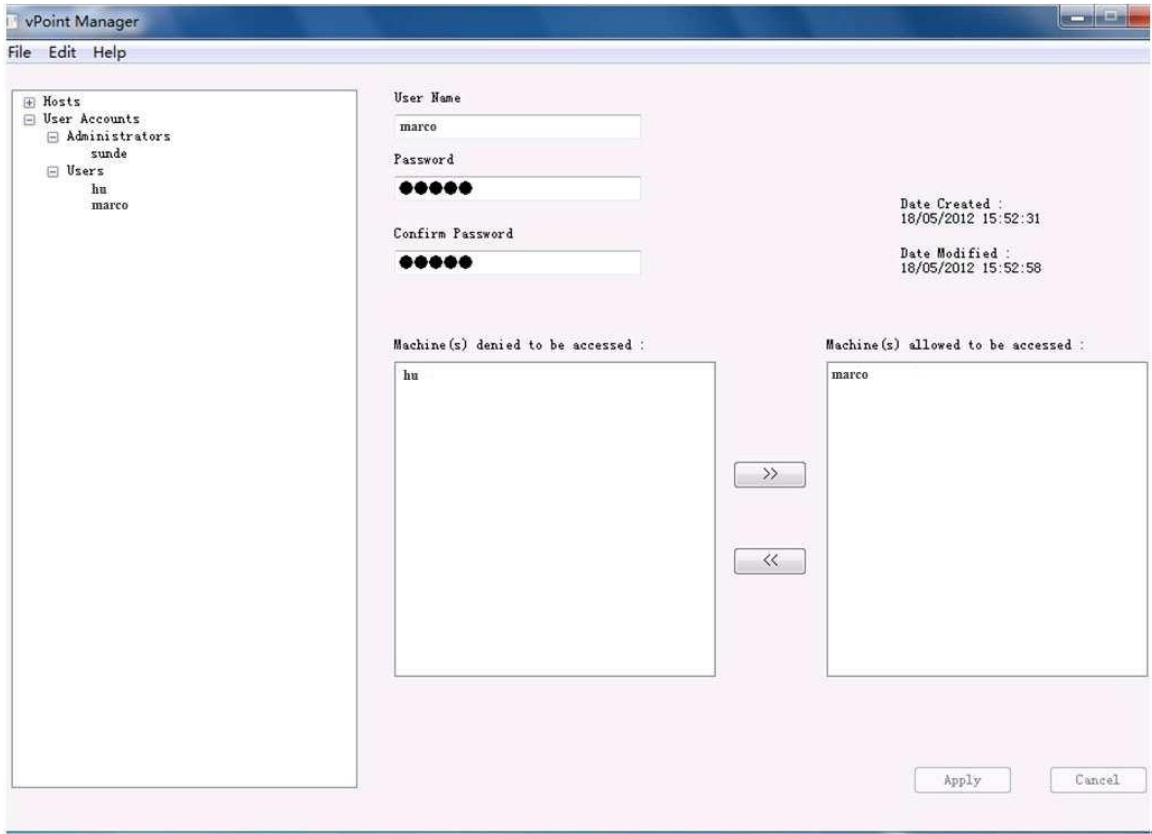 vPoint Manager
File Edit Help
Hosts
User Accounts
Administrators
sunde
Users
hu
marco
User Name
marco
Password
Confirm Password
Date Created :
18/05/2012 15:52:31
Date Modified :
18/05/2012 15:52:58
Machine(s) denied to be accessed :
hu
Machine(s) allowed to be accessed :
marco
>>
<<
Apply
Cancel